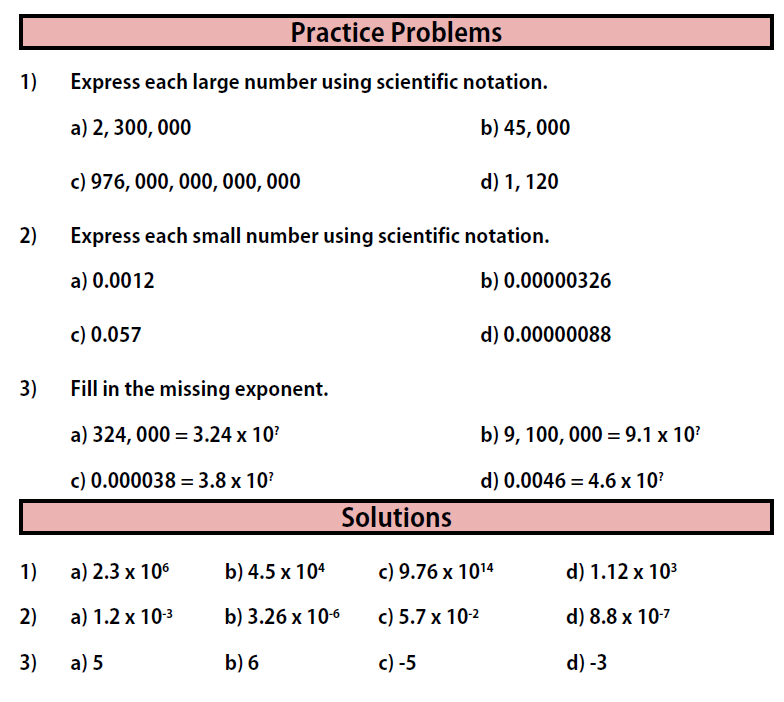 Practice Problems
1) Express each large number using scientific notation.
a) 2, 300, 000 b) 45, 000
c) 976, 000, 000, 000, 000 d) 1, 120
2) Express each small number using scientific notation.
a) 0.0012 b) 0.00000326
c) 0.057 d) 0.00000088
3) Fill in the missing exponent.
a) 324, 000 = 3.24 x 10^? b) 9, 100, 000 = 9.1 x 10^?
c) 0.000038 = 3.8 x 10^? d) 0.0046 = 4.6 x 10^?
Solutions
1) a) 2.3 x 10⁶ b) 4.5 x 10⁴ c) 9.76 x 10¹⁴ d) 1.12 x 10³
2) a) 1.2 x 10⁻³ b) 3.26 x 10⁻⁶ c) 5.7 x 10⁻² d) 8.8 x 10⁻⁷
3) a) 5 b) 6 c) -5 d) -3